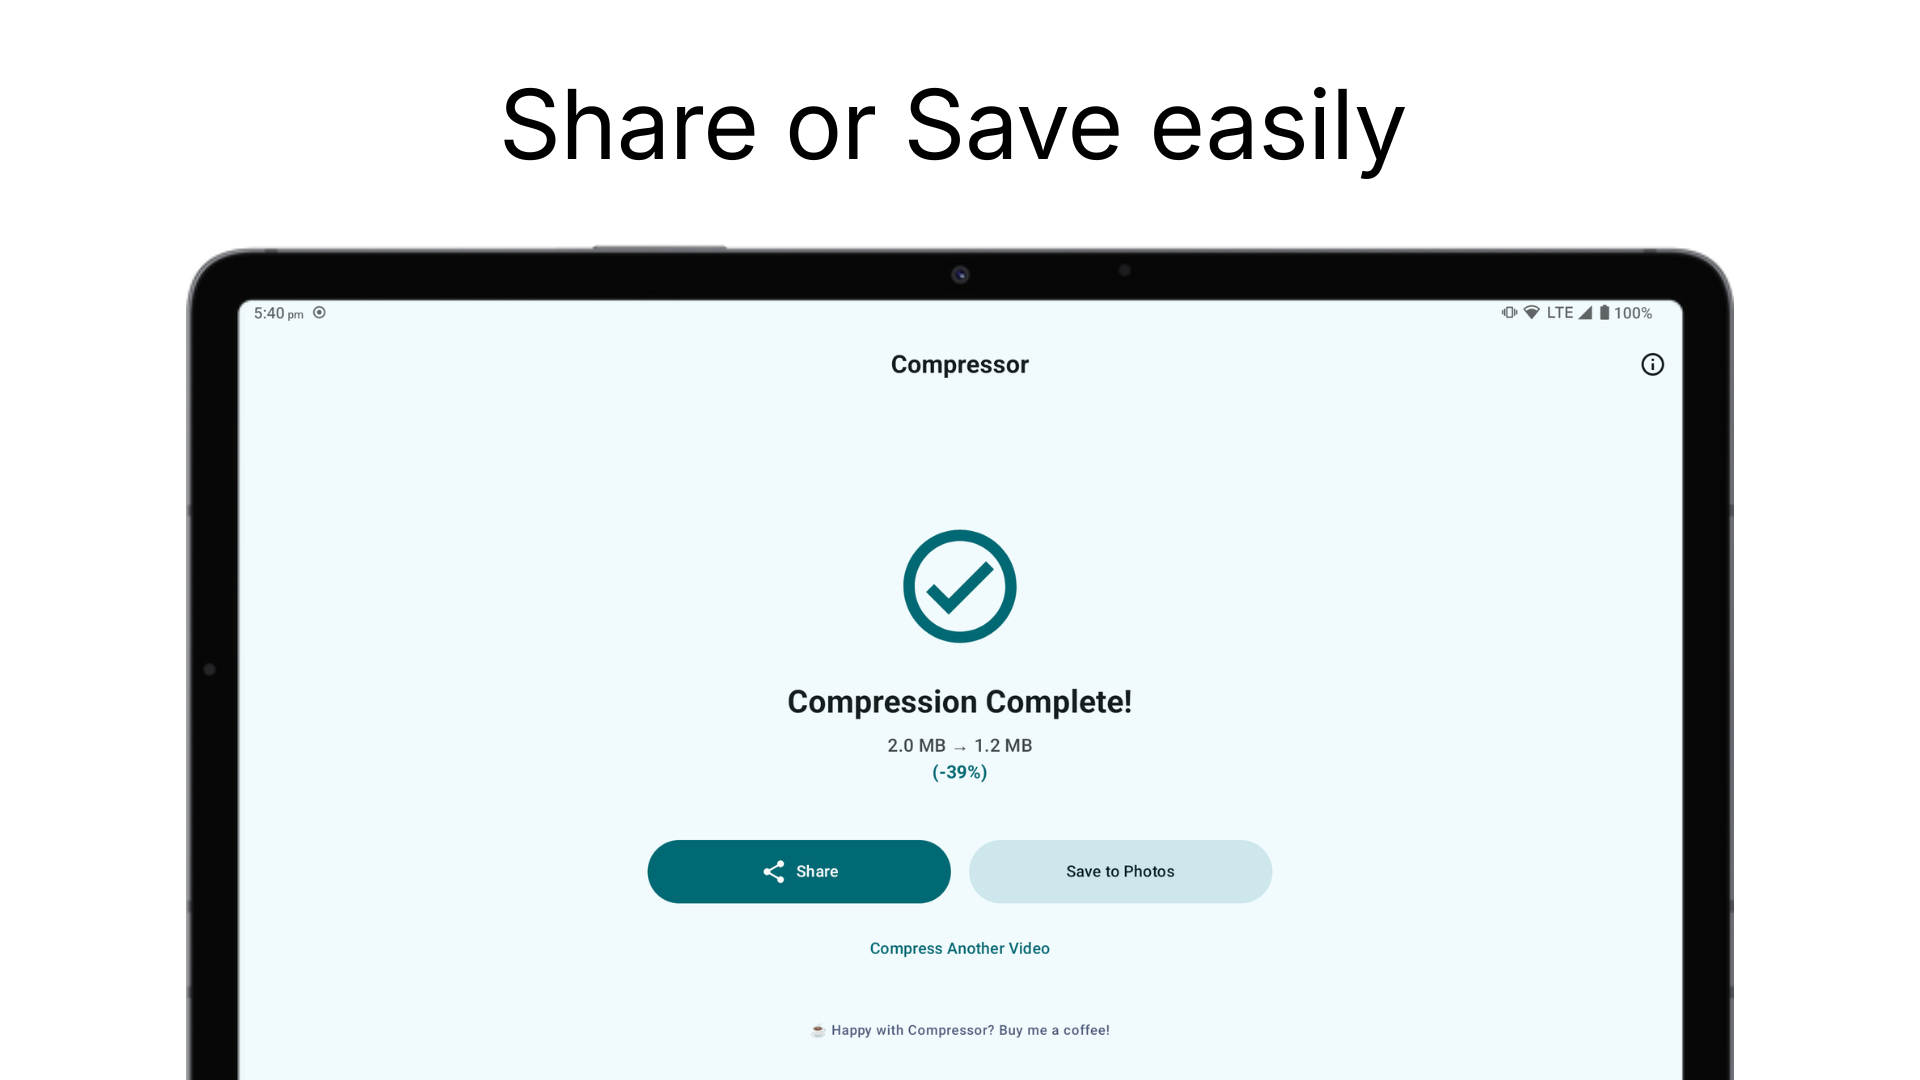 Share or Save easily
5:40 pm
LTE 100%
Compressor
Compression Complete!
2.0 MB → 1.2 MB
(-39%)
Share
Save to Photos
Compress Another Video
☕ Happy with Compressor? Buy me a coffee!